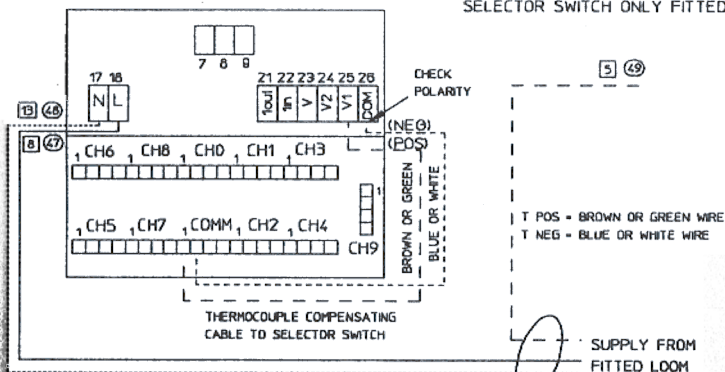 SELECTOR SWITCH ONLY FITTED
7 8 9
5 49
17 18
21 22 23 24 25 26
CHECK
POLARITY
13 48
N L
1out 1in V V2 V1 COM
8 47
(NEG)
(POS)
1 CH6 1 CH8 1 CH0 1 CH1 1 CH3
1
BROWN OR GREEN
BLUE OR WHITE
T POS = BROWN OR GREEN WIRE
T NEG = BLUE OR WHITE WIRE
1 CH5 1 CH7 1 COMM 1 CH2 1 CH4
CH9
THERMOCOUPLE COMPENSATING
CABLE TO SELECTOR SWITCH
SUPPLY FROM
FITTED LOOM